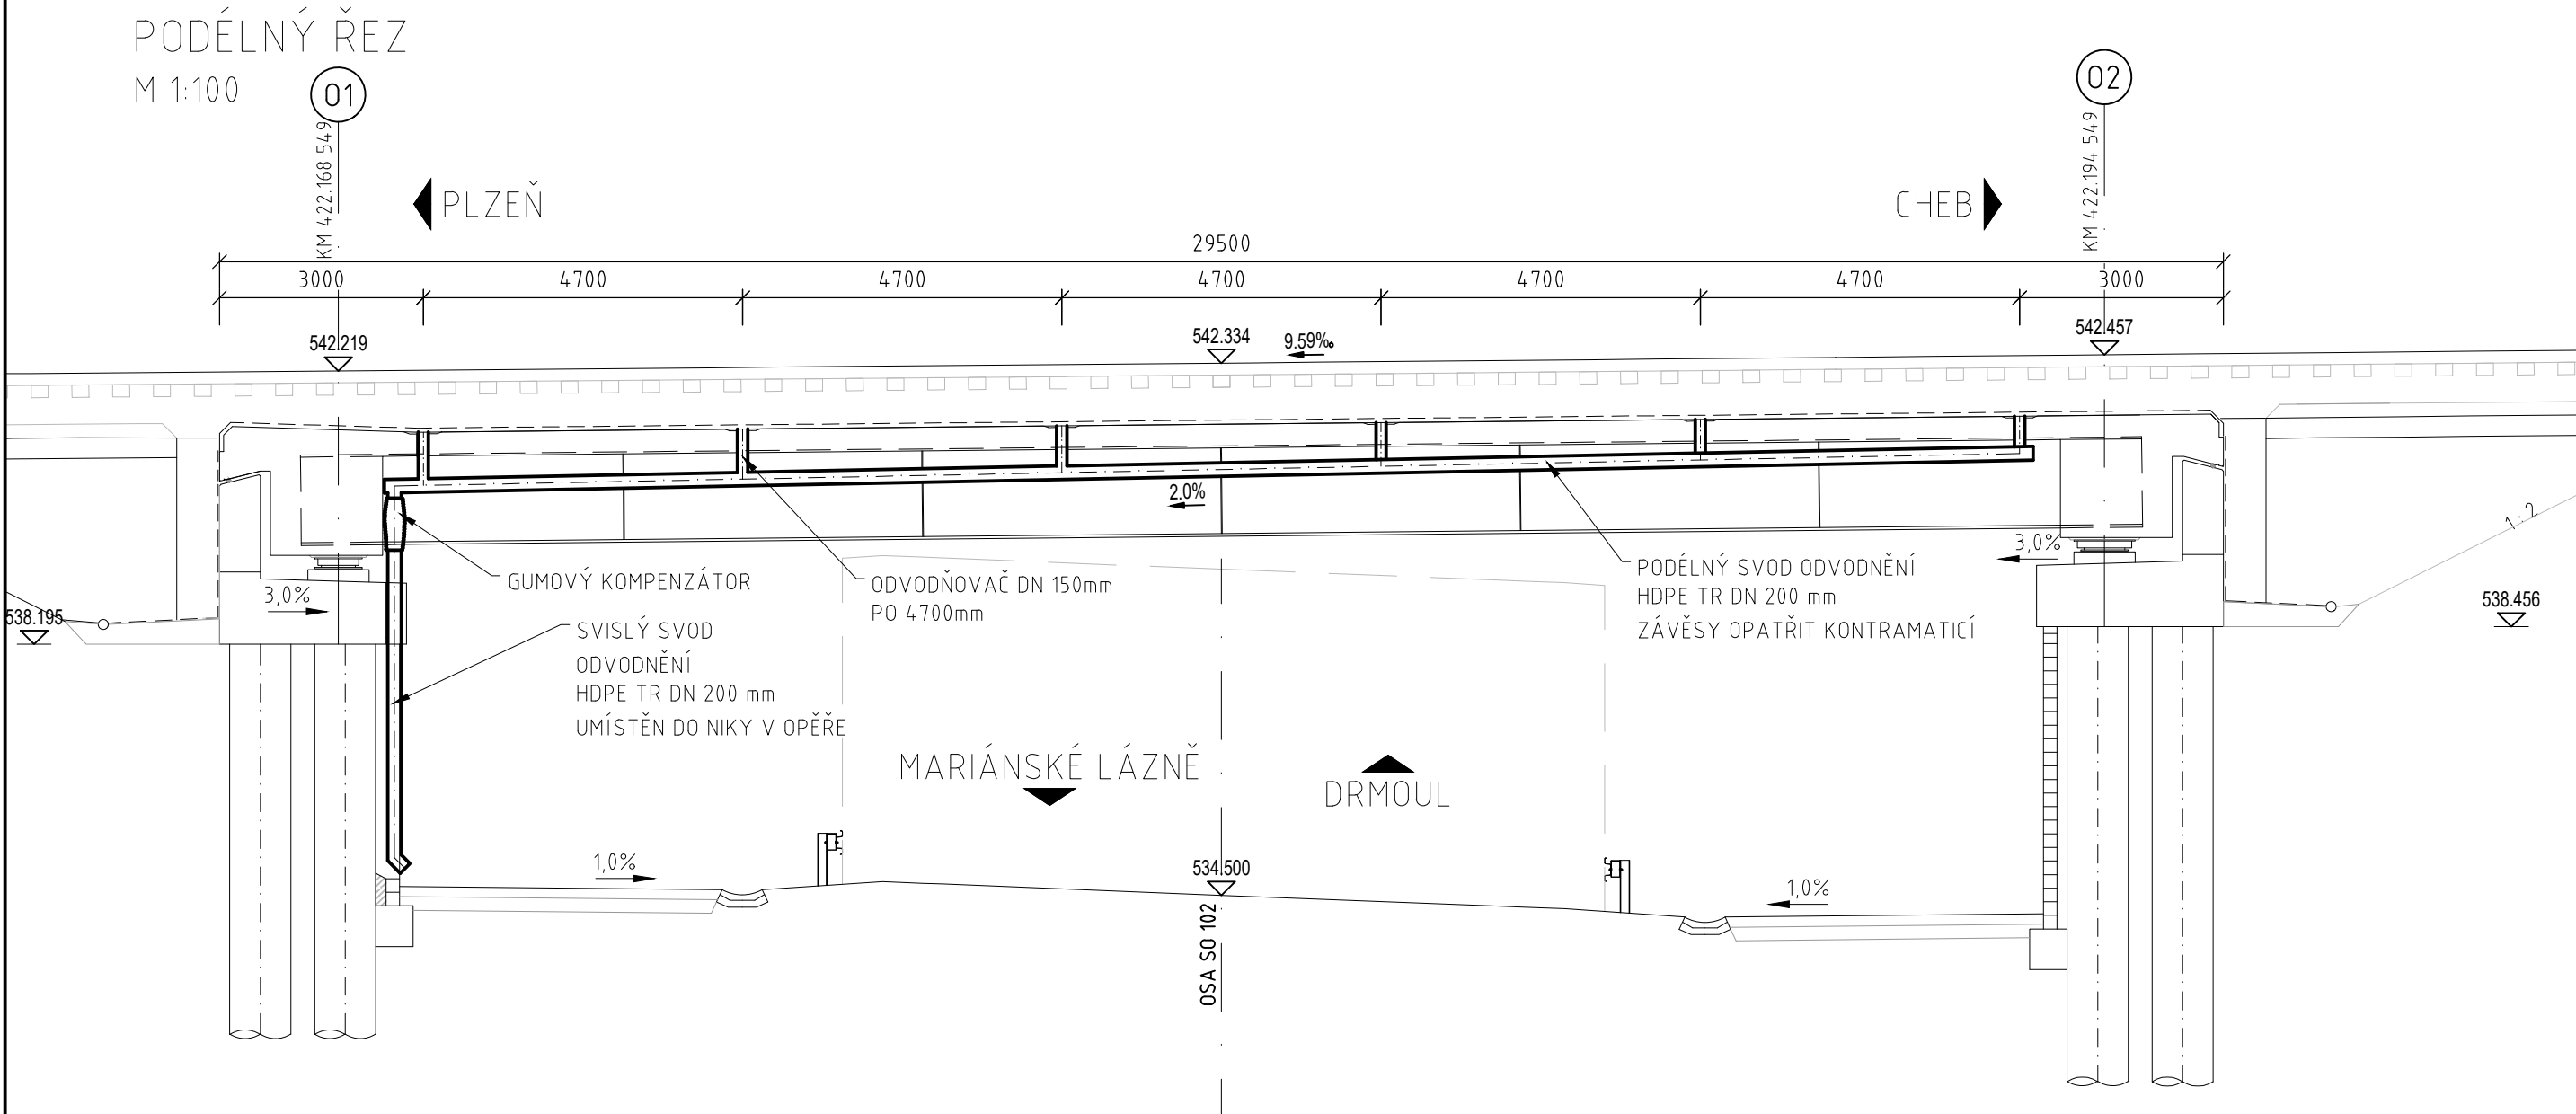 PODÉLNÝ ŘEZ
M 1:100
01
02
KM 422.168 549
KM 422.194 549
PLZEŇ
CHEB
29500
3000
4700
4700
4700
4700
4700
3000
542.219
542.334
9.59‰
542.457
2.0%
1:2
3,0%
3,0%
GUMOVÝ KOMPENZÁTOR
ODVODŇOVAČ DN 150mm
PO 4700mm
PODÉLNÝ SVOD ODVODNĚNÍ
HDPE TR DN 200 mm
ZÁVĚSY OPATŘIT KONTRAMATICÍ
538.195
538.456
SVISLÝ SVOD
ODVODNĚNÍ
HDPE TR DN 200 mm
UMÍSTĚN DO NIKY V OPĚŘE
MARIÁNSKÉ LÁZNĚ
DRMOUL
1,0%
534.500
1,0%
OSA SO 102